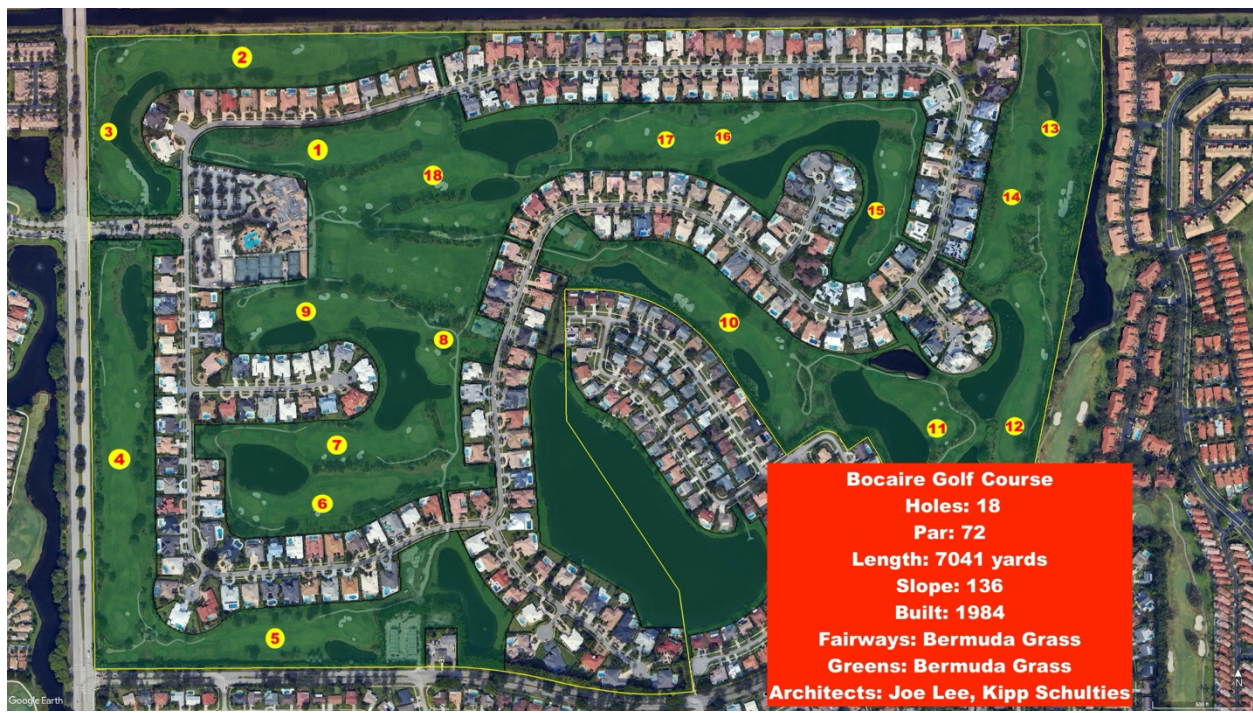 2
3
1
17
16
13
18
14
15
9
10
8
4
7
11
12
6
5
Bocaire Golf Course
Holes: 18
Par: 72
Length: 7041 yards
Slope: 136
Built: 1984
Fairways: Bermuda Grass
Greens: Bermuda Grass
Architects: Joe Lee, Kipp Schulties
Google Earth
N
500 ft